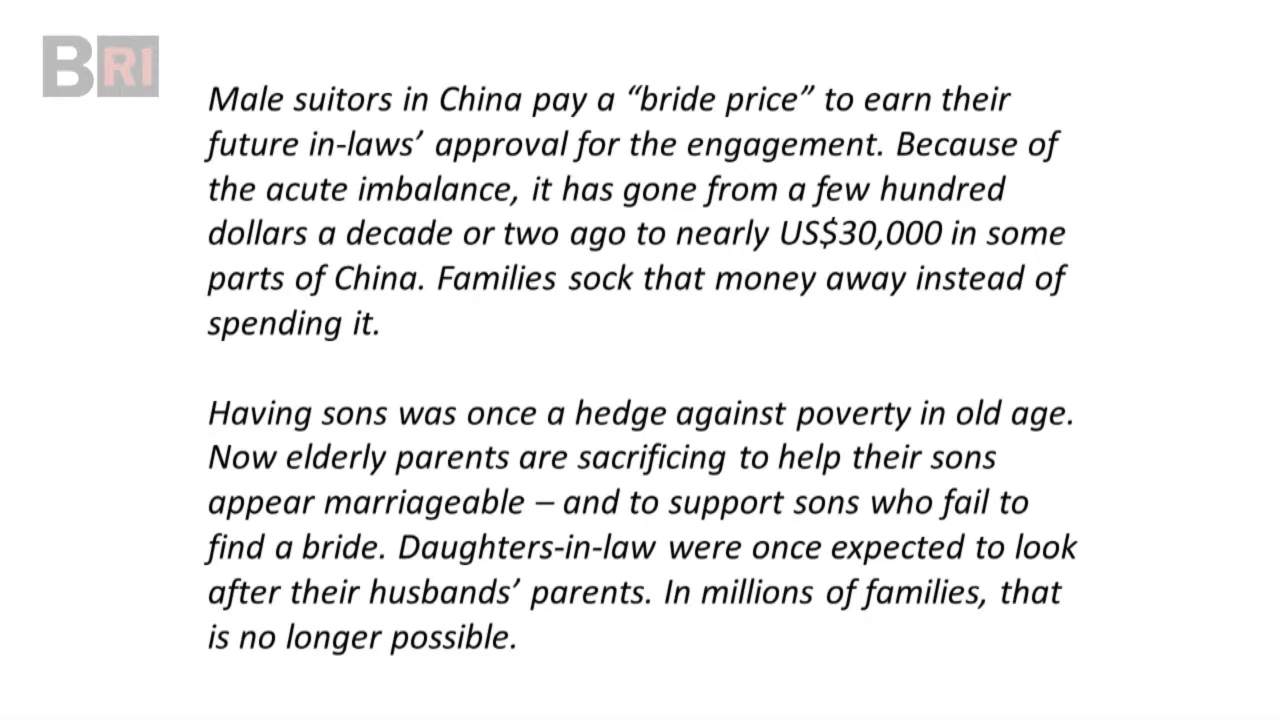 BRI
Male suitors in China pay a “bride price” to earn their
future in-laws’ approval for the engagement. Because of
the acute imbalance, it has gone from a few hundred
dollars a decade or two ago to nearly US$30,000 in some
parts of China. Families sock that money away instead of
spending it.
Having sons was once a hedge against poverty in old age.
Now elderly parents are sacrificing to help their sons
appear marriageable – and to support sons who fail to
find a bride. Daughters-in-law were once expected to look
after their husbands’ parents. In millions of families, that
is no longer possible.